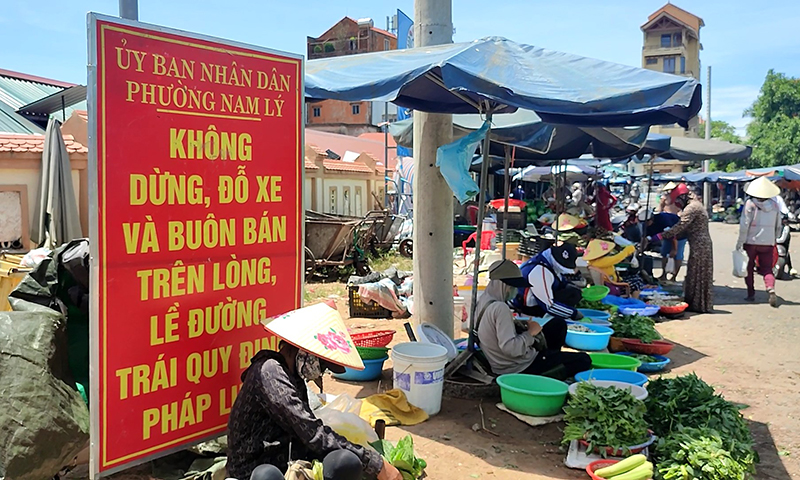 ỦY BAN NHÂN DÂN
PHƯỜNG NAM LÝ
KHÔNG
DỪNG, ĐỖ XE
VÀ BUÔN BÁN
TRÊN LÒNG,
LỀ ĐƯỜNG
TRÁI QUY ĐỊN
PHÁP L